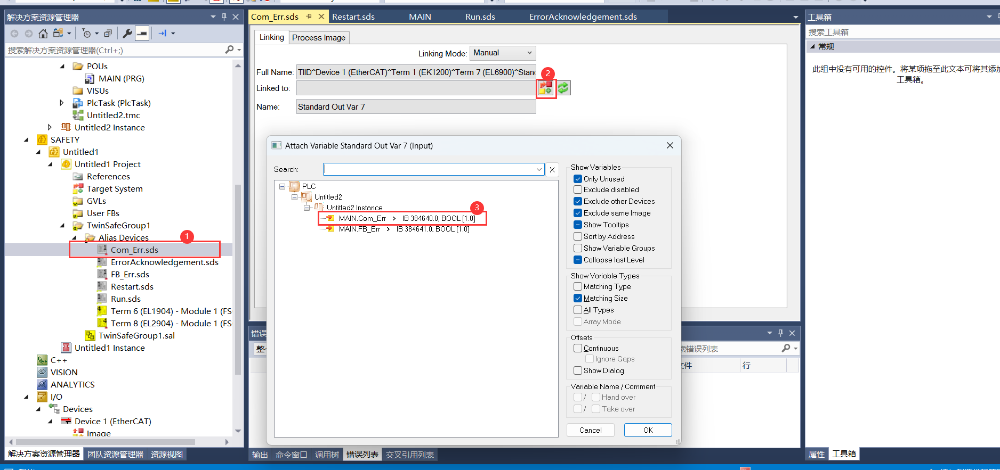 解决方案资源管理器
搜索解决方案资源管理器(Ctrl+;)
POUs
MAIN (PRG)
VISUs
PlcTask (PlcTask)
Untitled2.tmc
Untitled2 Instance
SAFETY
Untitled1
Untitled1 Project
References
Target System
GVLs
User FBs
TwinSafeGroup1
Alias Devices
1
Com_Err.sds
ErrorAcknowledgement.sds
FB_Err.sds
Restart.sds
Run.sds
Term 6 (EL1904) - Module 1 (FS
Term 8 (EL2904) - Module 1 (FS
TwinSafeGroup1.sal
Untitled1 Instance
C++
VISION
ANALYTICS
I/O
Devices
Device 1 (EtherCAT)
Image
解决方案资源管理器 团队资源管理器 资源视图
Com_Err.sds Restart.sds MAIN Run.sds ErrorAcknowledgement.sds
Linking Process Image
Linking Mode: Manual
Full Name: TIID^Device 1 (EtherCAT)^Term 1 (EK1200)^Term 7 (EL6900)^Stan
2
Linked to:
Name: Standard Out Var 7
Attach Variable Standard Out Var 7 (Input)
Search:
PLC
Untitled2
Untitled2 Instance
3
MAIN.Com_Err > IB 384640.0, BOOL [1.0]
MAIN.FB_Err > IB 384641.0, BOOL [1.0]
Show Variables
Only Unused
Exclude disabled
Exclude other Devices
Exclude same Image
Show Tooltips
Sort by Address
Show Variable Groups
Collapse last Level
Show Variable Types
Matching Type
Matching Size
All Types
Array Mode
Offsets
Continuous
Ignore Gaps
Show Dialog
Variable Name / Comment
/ Hand over
/ Take over
Cancel OK
错误
整个
索错误列表
文件 行
输出 命令窗口 调用树 错误列表 交叉引用列表
工具箱
搜索工具箱
常规
此组中没有可用的控件。将某项拖至此文本可将其添加
工具箱。
属性 工具箱